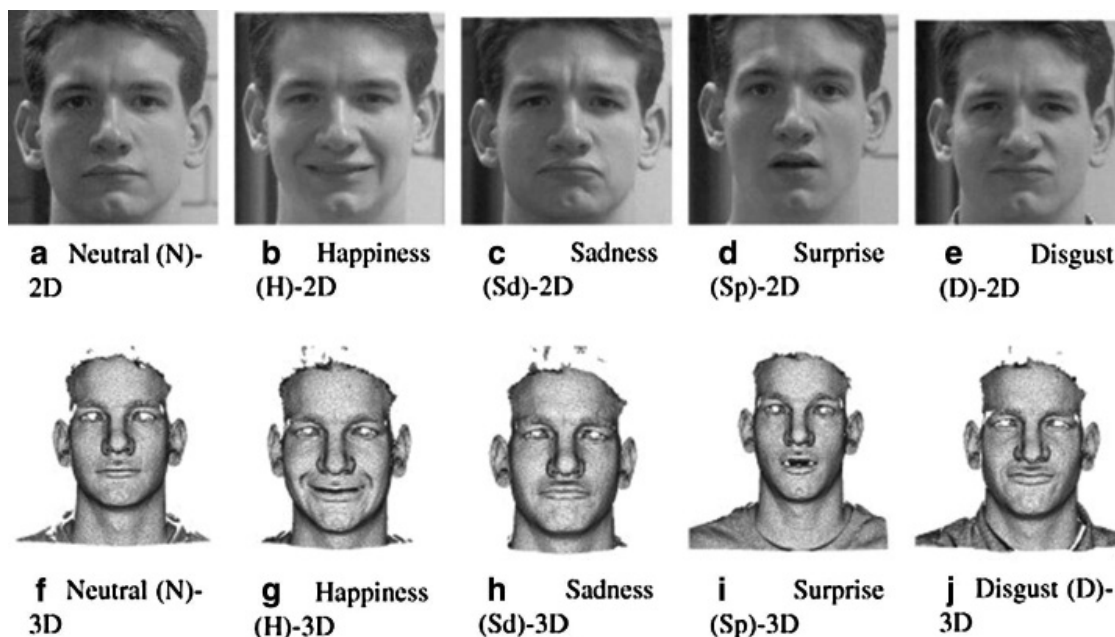 a Neutral (N)-
2D
b Happiness
(H)-2D
c Sadness
(Sd)-2D
d Surprise
(Sp)-2D
e Disgust
(D)-2D
f Neutral (N)-
3D
g Happiness
(H)-3D
h Sadness
(Sd)-3D
i Surprise
(Sp)-3D
j Disgust (D)-
3D